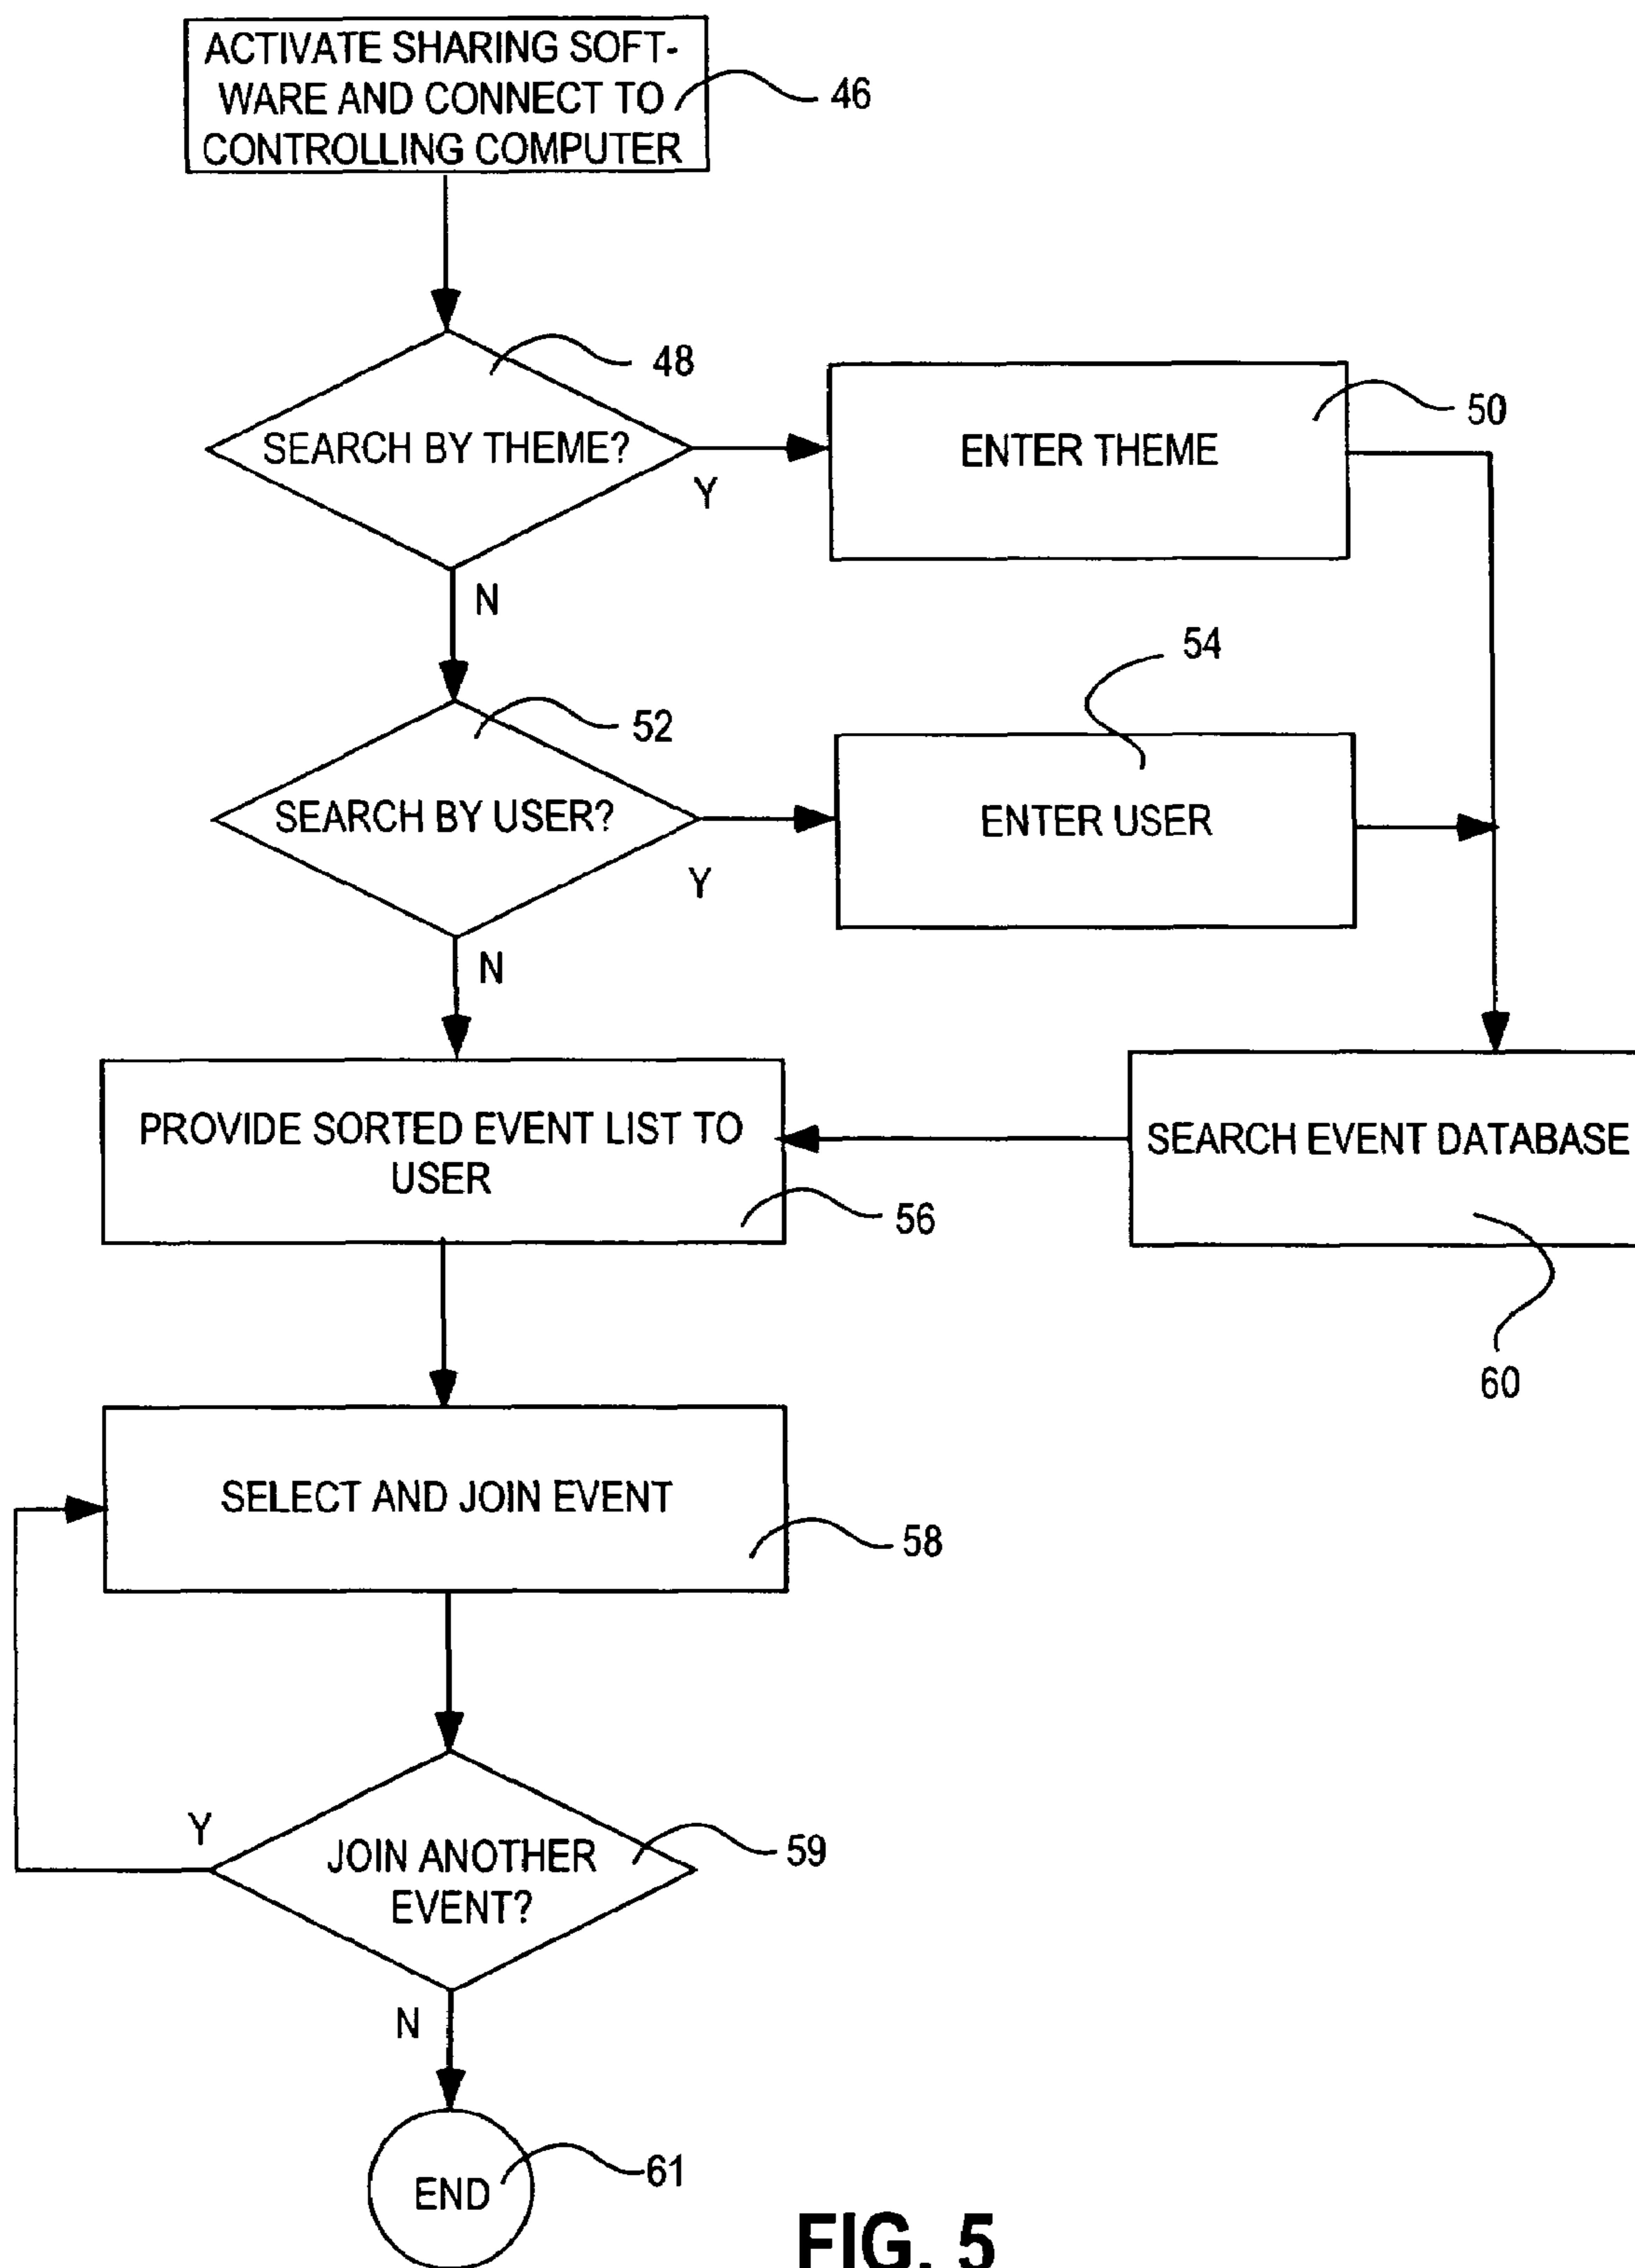 ACTIVATE SHARING SOFT-
WARE AND CONNECT TO
CONTROLLING COMPUTER
46
48
SEARCH BY THEME?
Y
N
ENTER THEME
50
52
SEARCH BY USER?
Y
N
54
ENTER USER
PROVIDE SORTED EVENT LIST TO
USER
56
SEARCH EVENT DATABASE
60
SELECT AND JOIN EVENT
58
Y
JOIN ANOTHER
EVENT?
59
N
END
61
FIG. 5